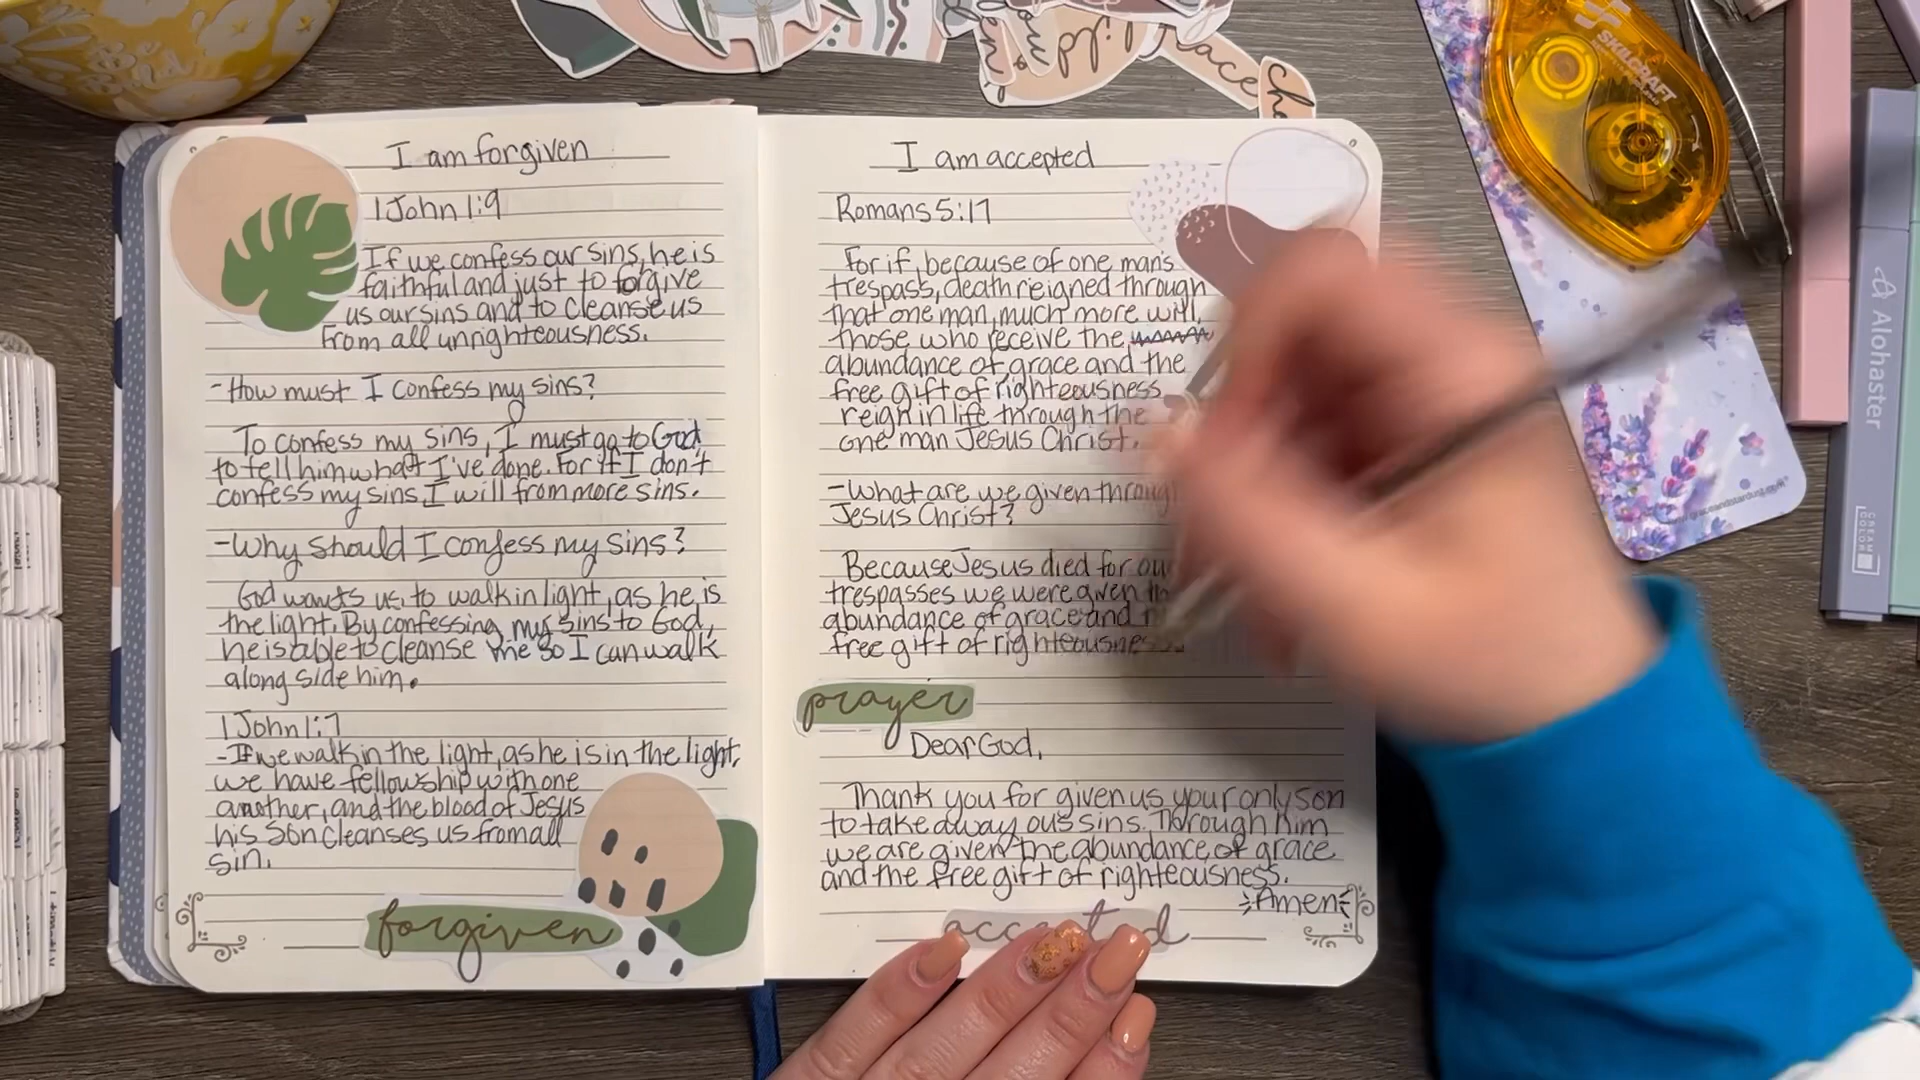 I am forgiven
1 John 1:9
If we confess our sins, he is
faithful and just to forgive
us our sins and to cleanse us
from all unrighteousness.
-How must I confess my sins?
To confess my sins, I must go to God,
to tell him what I've done. For if I don't
confess my sins, I will from more sins.
-Why should I confess my sins?
God wants us, to walk in light, as he is
the light. By confessing my sins to God,
he is able to cleanse me so I can walk
along side him.
1 John 1:7
-If we walk in the light, as he is in the light,
we have fellowship with one
another, and the blood of Jesus
his Son cleanses us from all
sin.
forgiven
I am accepted
Romans 5:17
For if, because of one man's
trespass, death reigned through
that one man, much more will,
those who receive the
abundance of grace and the
free gift of righteousness
reign in life through the
one man Jesus Christ.
-What are we given through
Jesus Christ?
Because Jesus died for our
trespasses we were given
abundance of grace and
free gift of righteousness
prayer
Dear God,
Thank you for given us your only son
to take away ous sins. Through him
we are given the abundance of grace
and the free gift of righteousness.
Amen
accepted
grace
SKILCRAFT
Alohaster
CREAM COLOR